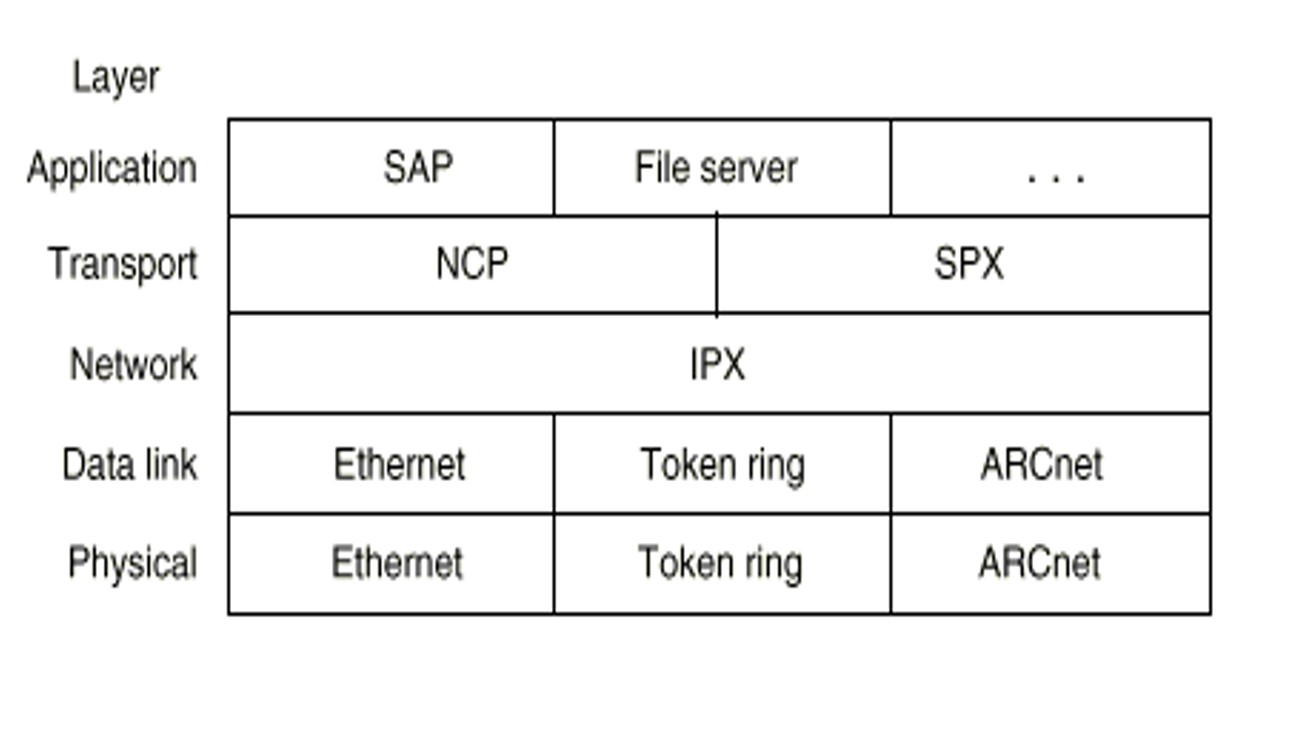 Layer
Application SAP File server . . .
Transport NCP SPX
Network IPX
Data link Ethernet Token ring ARCnet
Physical Ethernet Token ring ARCnet